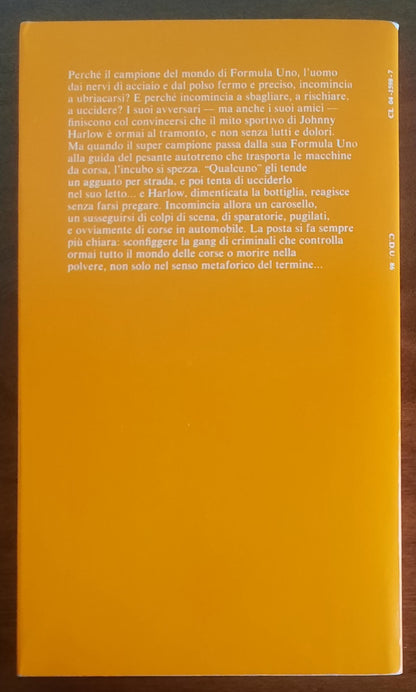 Perché il campione del mondo di Formula Uno, l'uomo
dai nervi di acciaio e dal polso fermo e preciso, incomincia
a ubriacarsi? E perché incomincia a sbagliare, a rischiare,
a uccidere? I suoi avversari — ma anche i suoi amici —
finiscono col convincersi che il mito sportivo di Johnny
Harlow è ormai al tramonto, e non senza lutti e dolori.
Ma quando il super campione passa dalla sua Formula Uno
alla guida del pesante autotreno che trasporta le macchine
da corsa, l'incubo si spezza. "Qualcuno" gli tende
un agguato per strada, e poi tenta di ucciderlo
nel suo letto... e Harlow, dimenticata la bottiglia, reagisce
senza farsi pregare. Incomincia allora un carosello,
un susseguirsi di colpi di scena, di sparatorie, pugilati,
e ovviamente di corse in automobile. La posta si fa sempre
più chiara: sconfiggere la gang di criminali che controlla
ormai tutto il mondo delle corse o morire nella
polvere, non solo nel senso metaforico del termine...
CL 04-1598-7
C.D.U. 86